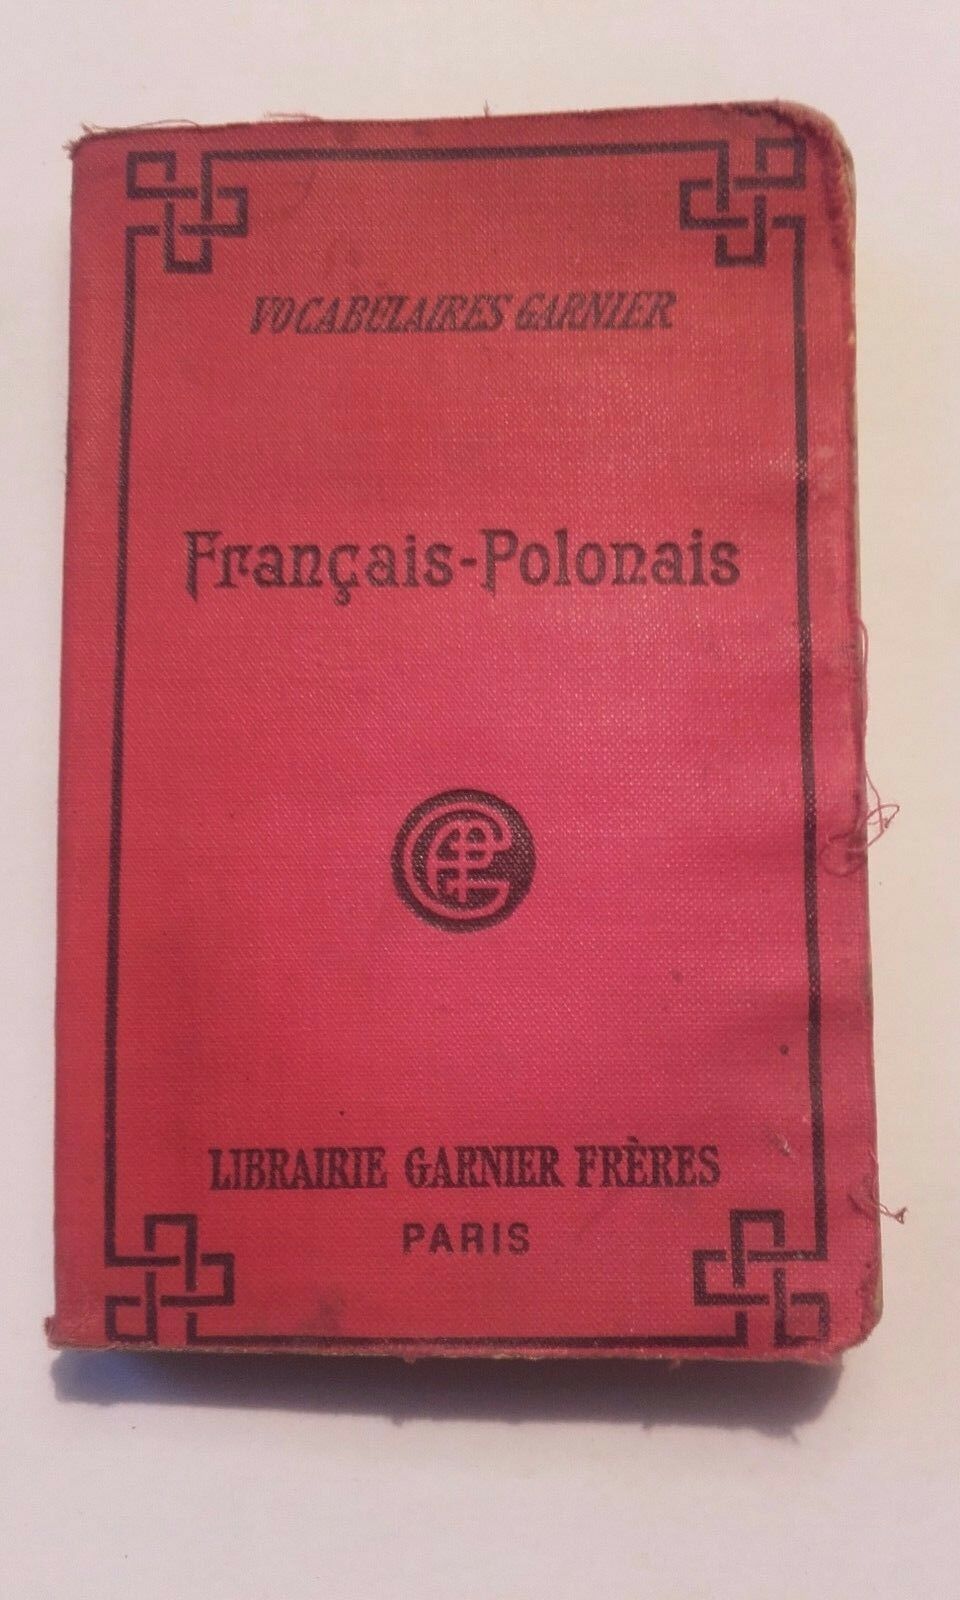 VOCABULAIRES GARNIER
Français-Polonais
LIBRAIRIE GARNIER FRÈRES
PARIS